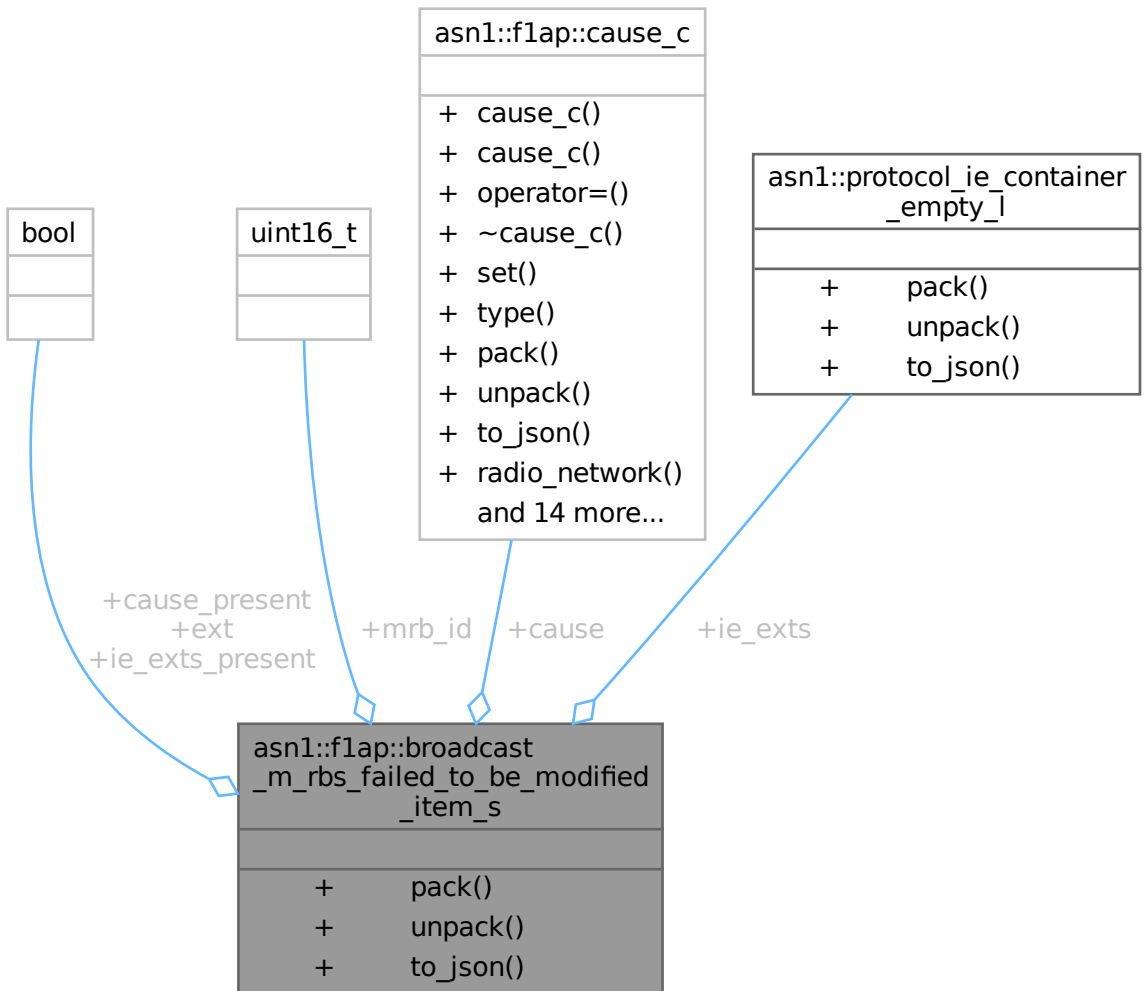 asn1::f1ap::cause_c
+ cause_c()
+ cause_c()
+ operator=()
+ ~cause_c()
+ set()
+ type()
+ pack()
+ unpack()
+ to_json()
+ radio_network()
and 14 more...
asn1::protocol_ie_container
_empty_l
+ pack()
+ unpack()
+ to_json()
bool
uint16_t
+cause_present
+ext
+ie_exts_present
+mrb_id
+cause
+ie_exts
asn1::f1ap::broadcast
_m_rbs_failed_to_be_modified
_item_s
+ pack()
+ unpack()
+ to_json()